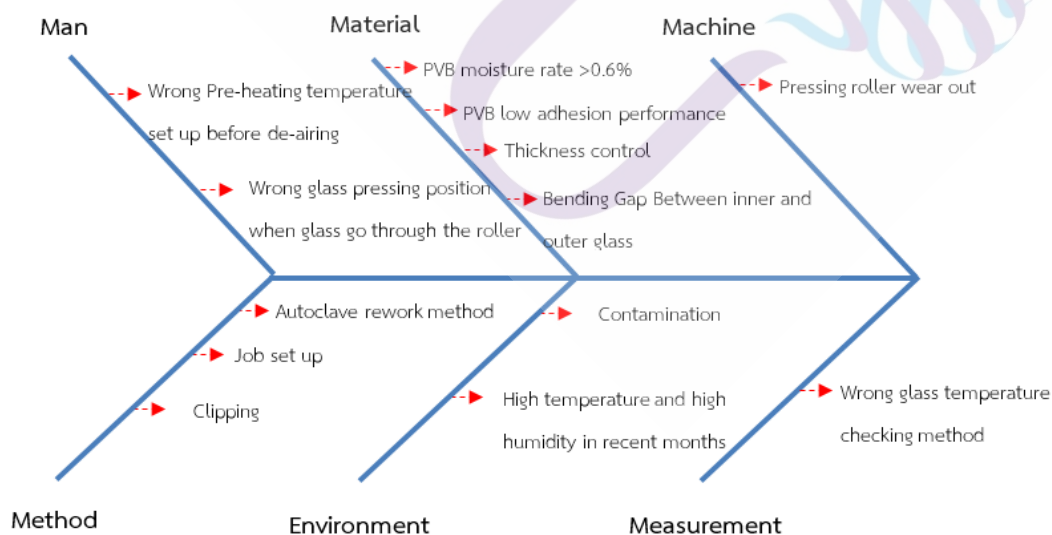 Man
Material
Machine
Wrong Pre-heating temperature
set up before de-airing
Wrong glass pressing position
when glass go through the roller
PVB moisture rate >0.6%
PVB low adhesion performance
Thickness control
Bending Gap Between inner and
outer glass
Pressing roller wear out
Autoclave rework method
Job set up
Clipping
Contamination
High temperature and high
humidity in recent months
Wrong glass temperature
checking method
Method
Environment
Measurement